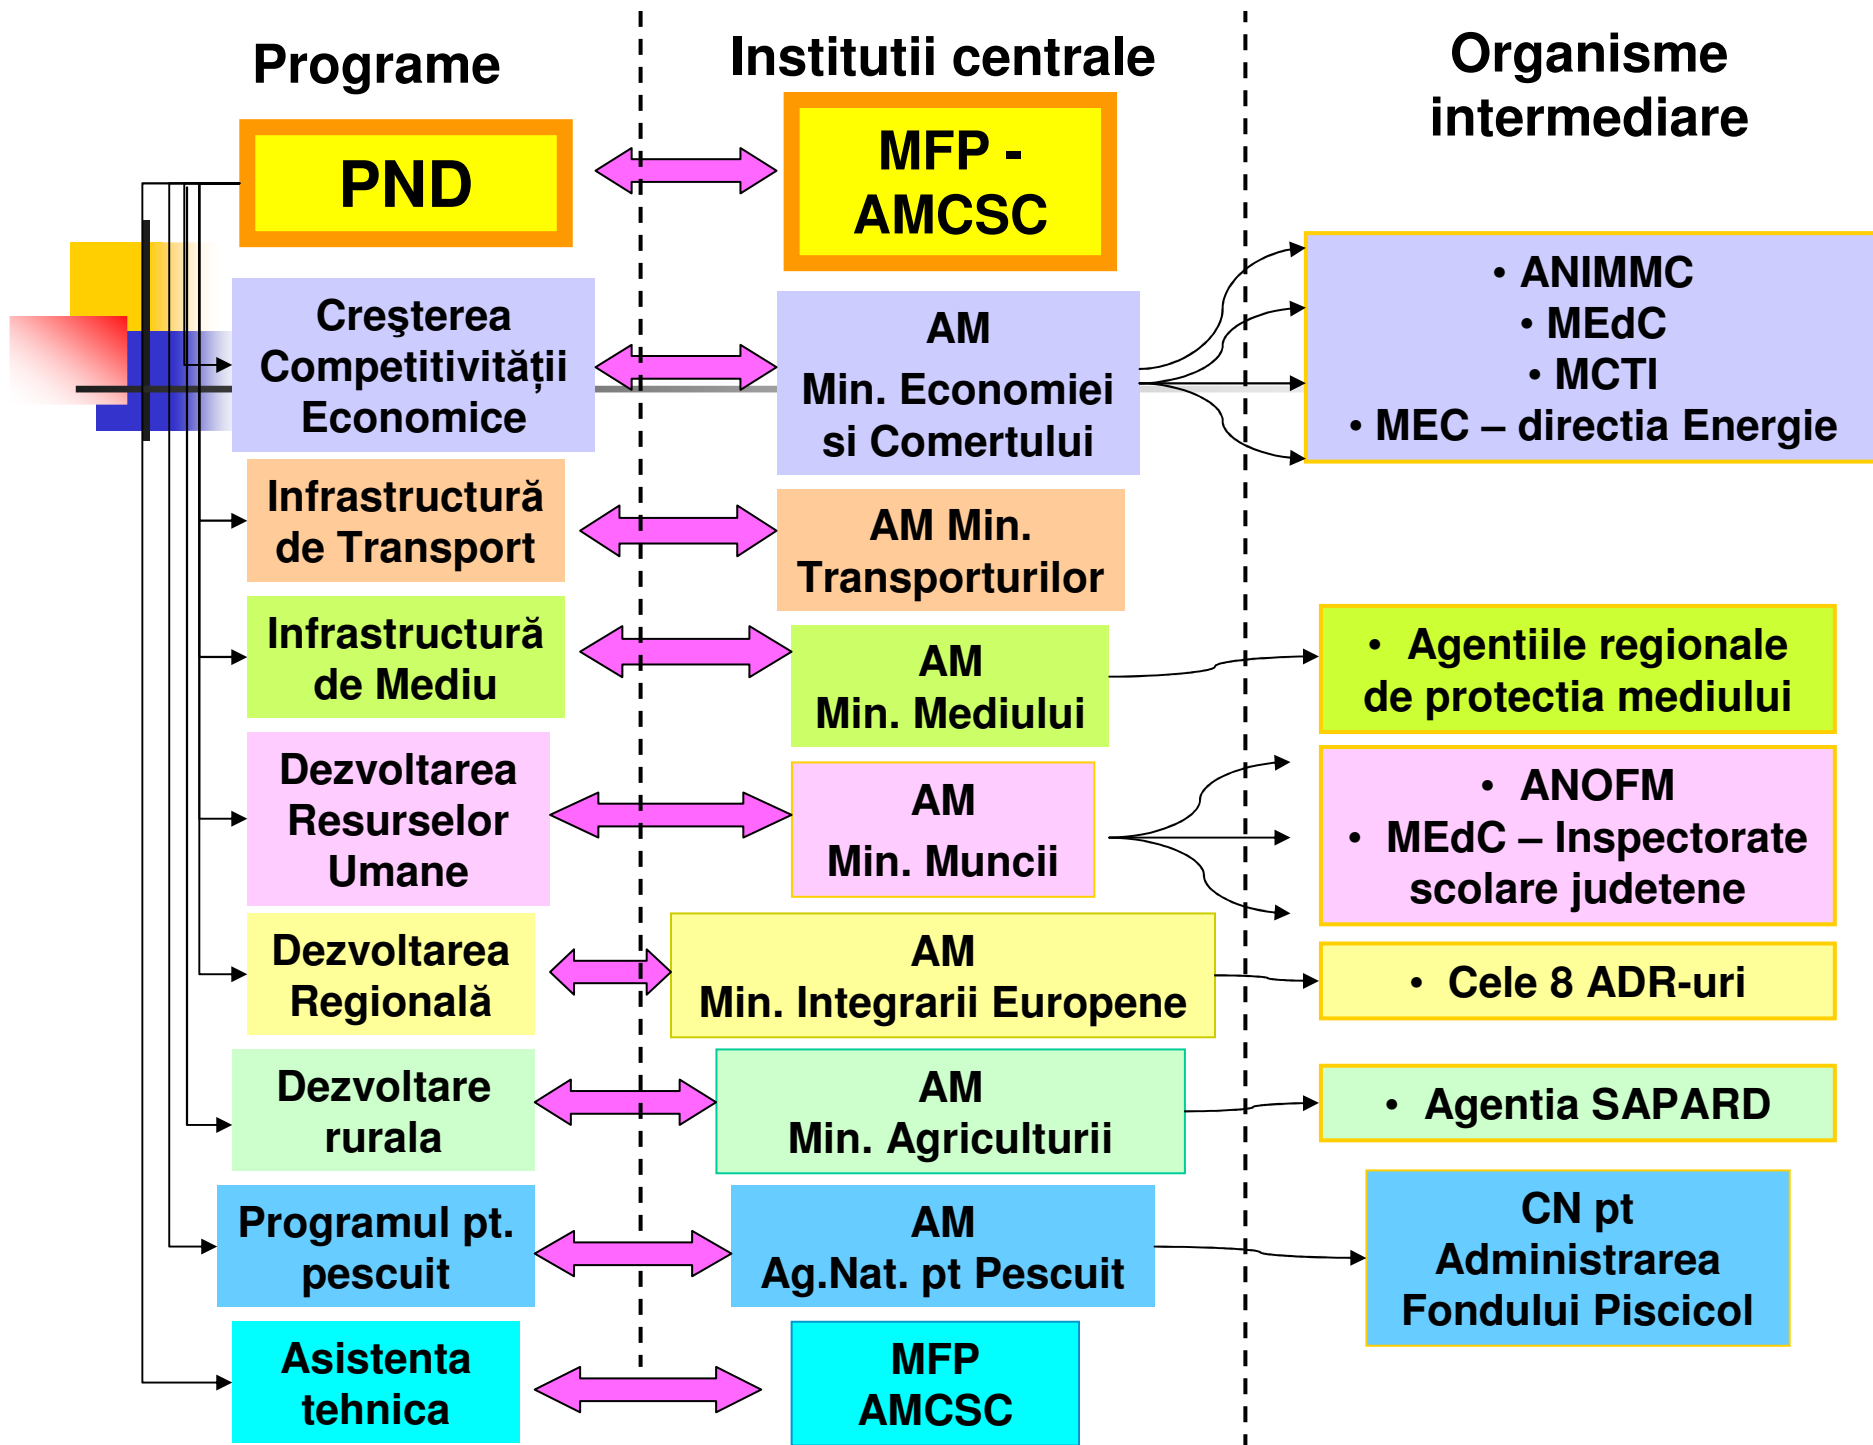 Programe
Institutii centrale
Organisme
intermediare
PND
MFP -
AMCSC
Creşterea
Competitivităţii
Economice
AM
Min. Economiei
si Comertului
• ANIMMC
• MEdC
• MCTI
• MEC – directia Energie
Infrastructură
de Transport
AM Min.
Transporturilor
Infrastructură
de Mediu
AM
Min. Mediului
• Agentiile regionale
de protectia mediului
Dezvoltarea
Resurselor
Umane
AM
Min. Muncii
• ANOFM
• MEdC – Inspectorate
scolare judetene
Dezvoltarea
Regională
AM
Min. Integrarii Europene
• Cele 8 ADR-uri
Dezvoltare
rurala
AM
Min. Agriculturii
• Agentia SAPARD
Programul pt.
pescuit
AM
Ag.Nat. pt Pescuit
CN pt
Administrarea
Fondului Piscicol
Asistenta
tehnica
MFP
AMCSC